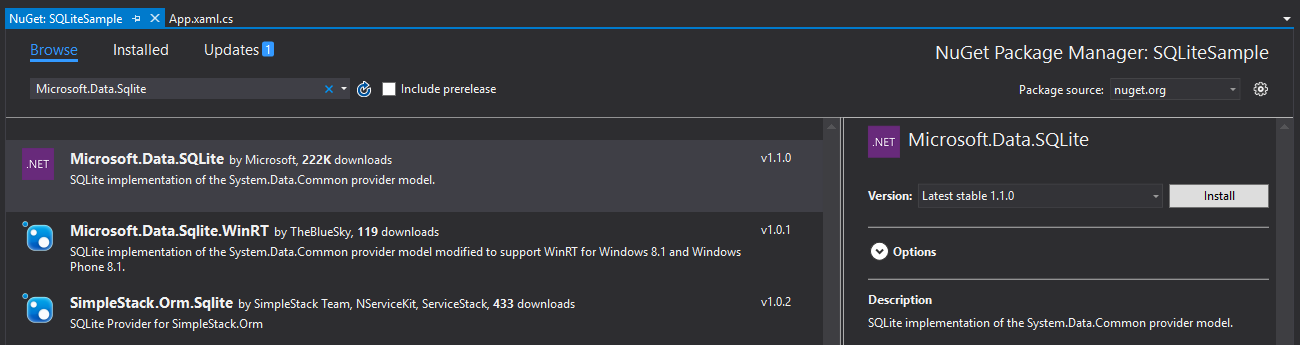 NuGet: SQLiteSample App.xaml.cs
Browse Installed Updates 1
NuGet Package Manager: SQLiteSample
Microsoft.Data.Sqlite Include prerelease
Package source: nuget.org
.NET Microsoft.Data.SQLite by Microsoft, 222K downloads v1.1.0
SQLite implementation of the System.Data.Common provider model.
Microsoft.Data.Sqlite.WinRT by TheBlueSky, 119 downloads v1.0.1
SQLite implementation of the System.Data.Common provider model modified to support WinRT for Windows 8.1 and Windows
Phone 8.1.
SimpleStack.Orm.Sqlite by SimpleStack Team, NServiceKit, ServiceStack, 433 downloads v1.0.2
SQLite Provider for SimpleStack.Orm
.NET Microsoft.Data.SQLite
Version: Latest stable 1.1.0 Install
Options
Description
SQLite implementation of the System.Data.Common provider model.